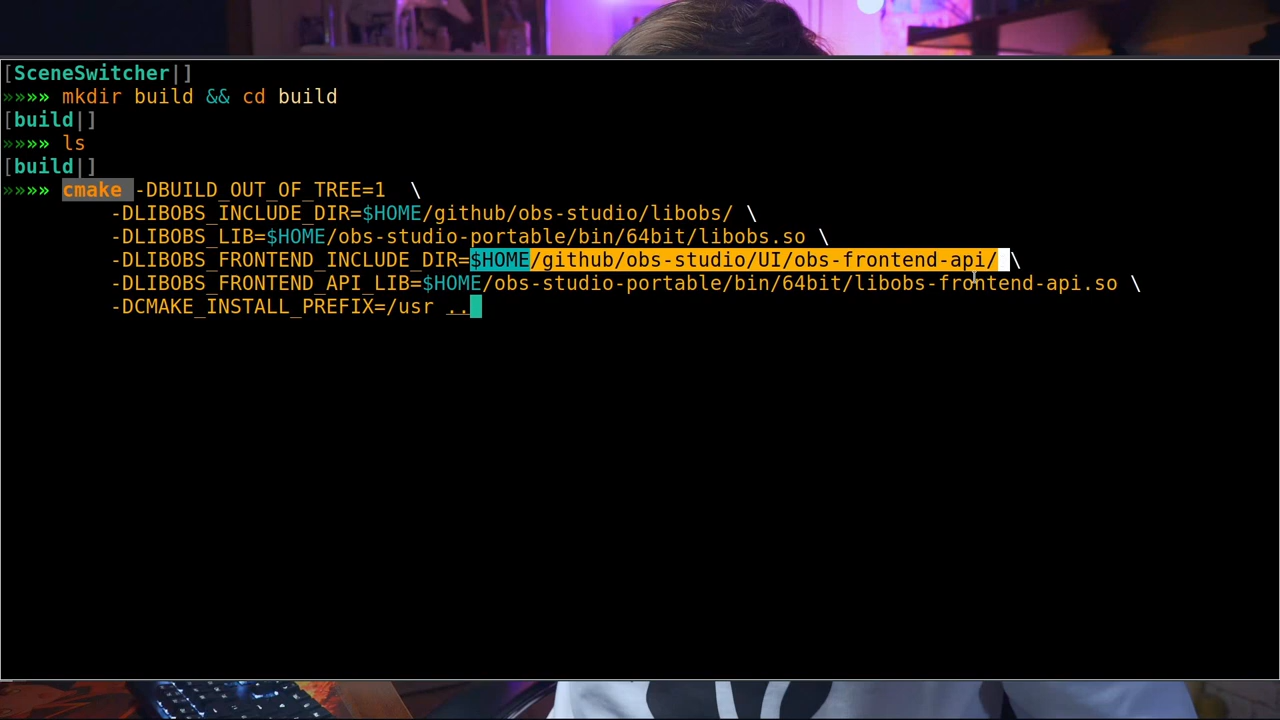 [SceneSwitcher|]
»»»» mkdir build && cd build
[build|]
»»»» ls
[build|]
»»»» cmake -DBUILD_OUT_OF_TREE=1  \
-DLIBOBS_INCLUDE_DIR=$HOME/github/obs-studio/libobs/ \
-DLIBOBS_LIB=$HOME/obs-studio-portable/bin/64bit/libobs.so \
-DLIBOBS_FRONTEND_INCLUDE_DIR=$HOME/github/obs-studio/UI/obs-frontend-api/ \
-DLIBOBS_FRONTEND_API_LIB=$HOME/obs-studio-portable/bin/64bit/libobs-frontend-api.so \
-DCMAKE_INSTALL_PREFIX=/usr ..